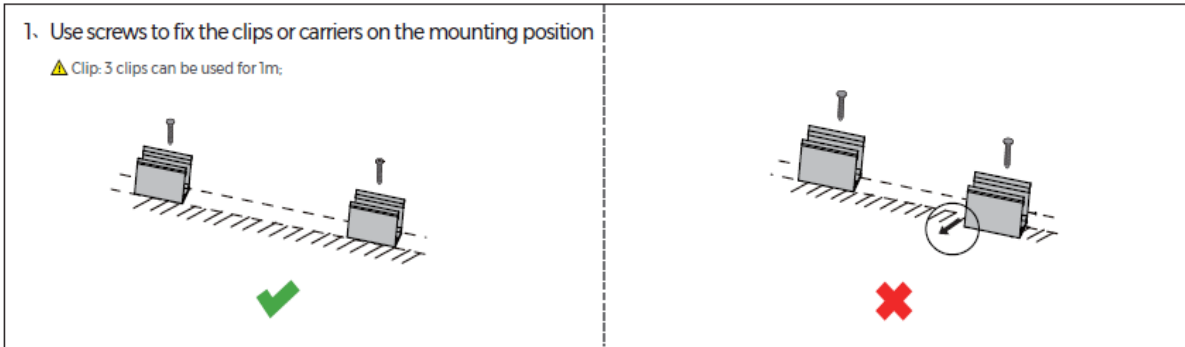 1、Use screws to fix the clips or carriers on the mounting position
Clip: 3 clips can be used for 1m;